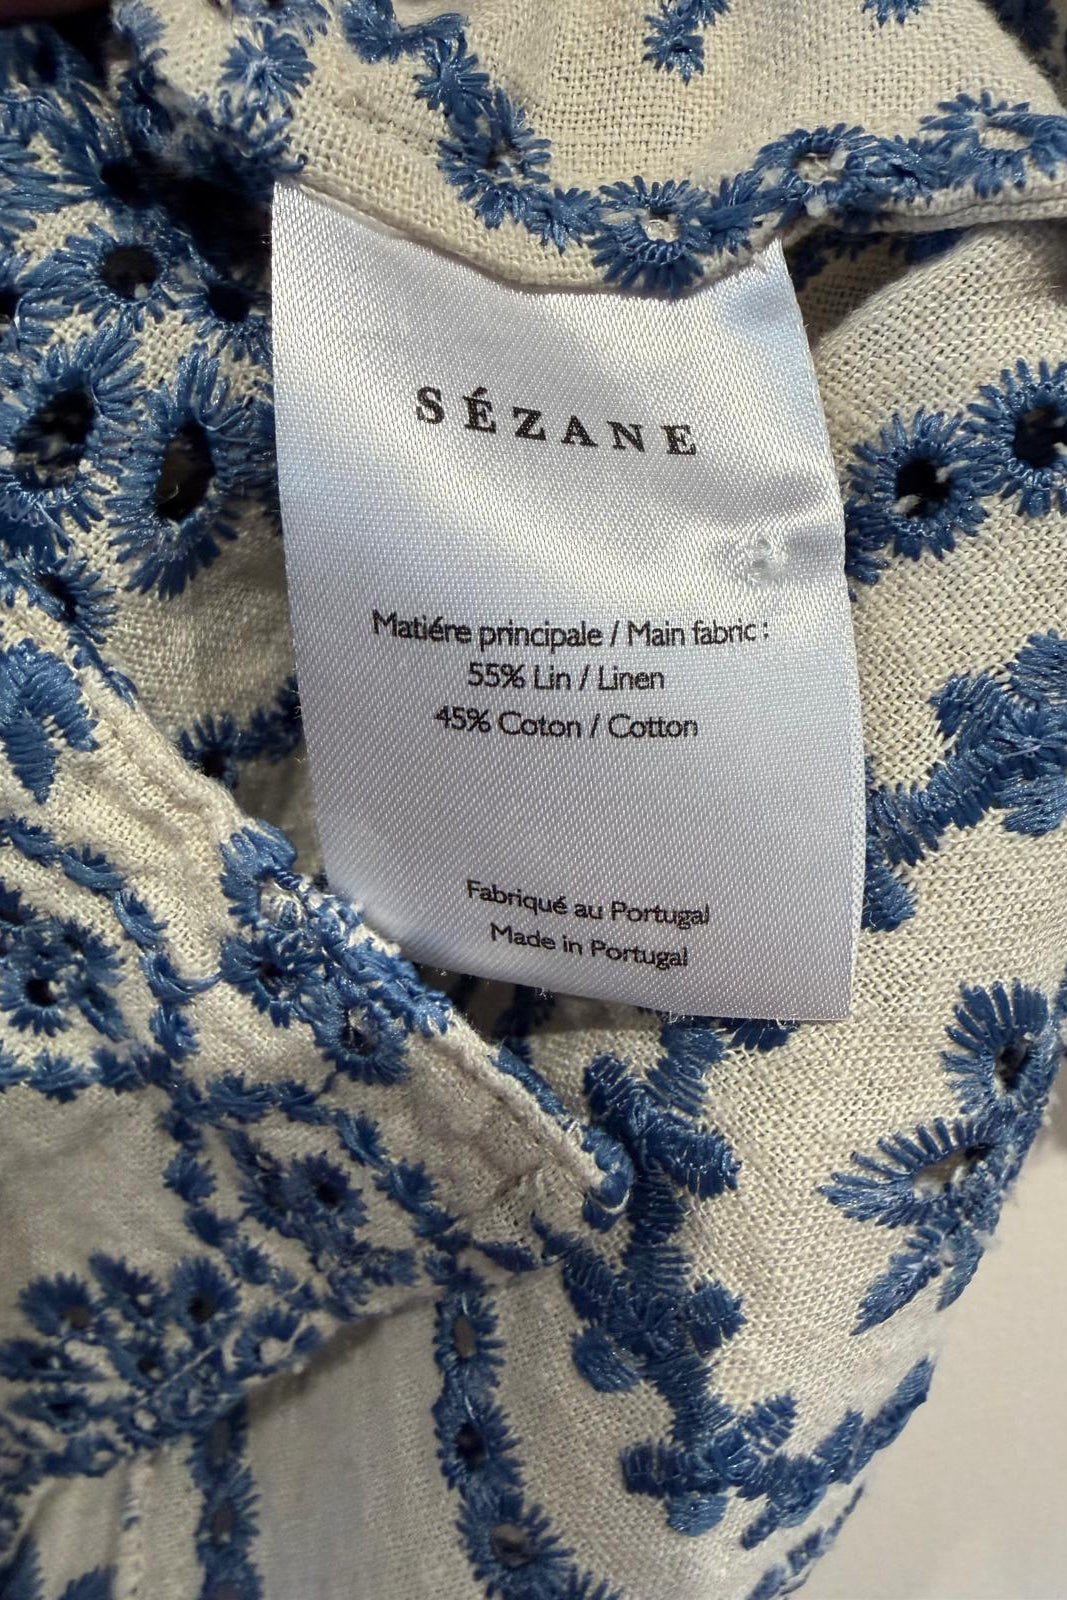 SÉZANE
Matiére principale / Main fabric :
55% Lin / Linen
45% Coton / Cotton
Fabriqué au Portugal
Made in Portugal